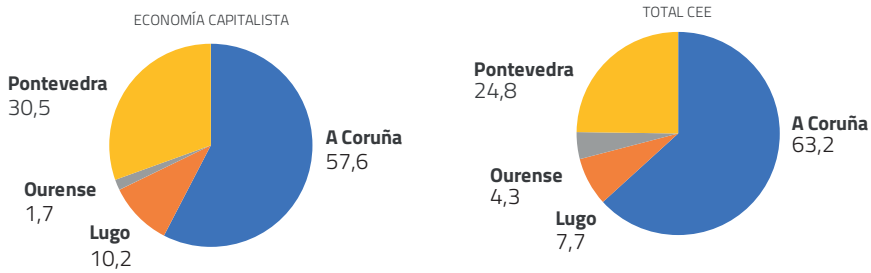 ECONOMÍA CAPITALISTA
Pontevedra
30,5
A Coruña
57,6
Ourense
1,7
Lugo
10,2
TOTAL CEE
Pontevedra
24,8
A Coruña
63,2
Ourense
4,3
Lugo
7,7